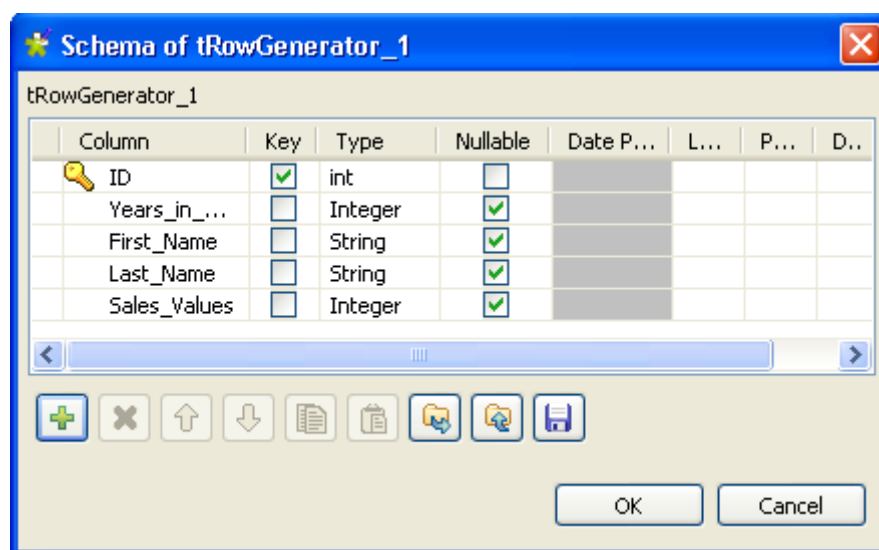 Schema of tRowGenerator_1
tRowGenerator_1
Column Key Type Nullable Date P... L... P... D..
ID int
Years_in_... Integer
First_Name String
Last_Name String
Sales_Values Integer
OK Cancel